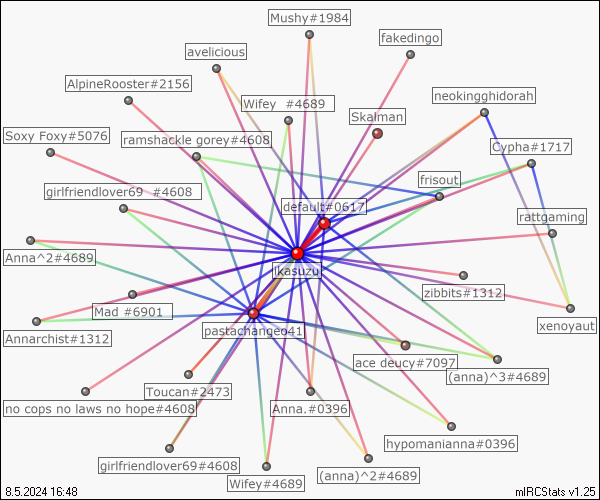 Mushy#1984
fakedingo
avelicious
AlpineRooster#2156
neokingghidorah
Wifey  #4689
Skalman
Soxy Foxy#5076
ramshackle gorey#4608
Cypha#1717
frisout
girlfriendlover69  #4608
default#0617
rattgaming
Anna^2#4689
Ikasuzu
zibbits#1312
Mad #6901
Annarchist#1312
pastachangeo41
xenoyaut
ace deucy#7097
(anna)^3#4689
Toucan#2473
no cops no laws no hope#4608
Anna.#0396
hypomanianna#0396
girlfriendlover69#4608
Wifey#4689
(anna)^2#4689
8.5.2024 16:48
mIRCStats v1.25